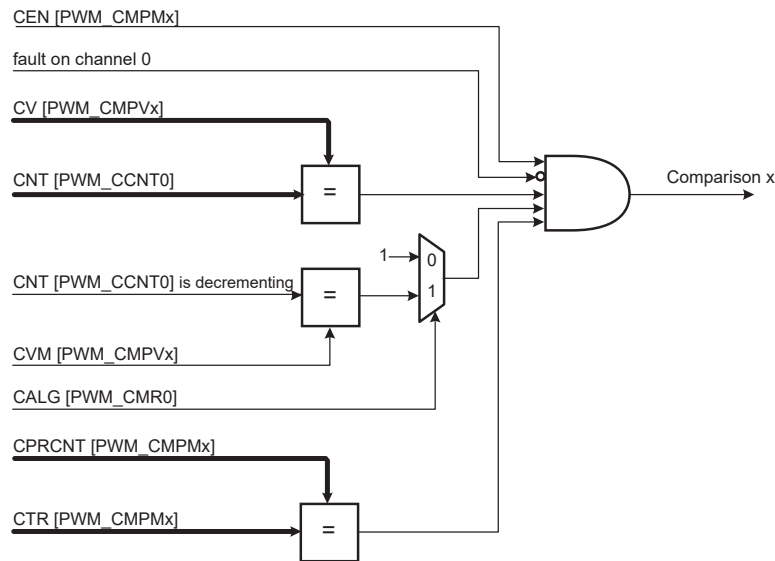 CEN [PWM_CMPMx]
fault on channel 0
CV [PWM_CMPVx]
CNT [PWM_CCNT0]
=
Comparison x
1
0
CNT [PWM_CCNT0] is decrementing
=
1
CVM [PWM_CMPVx]
CALG [PWM_CMR0]
CPRCNT [PWM_CMPMx]
CTR [PWM_CMPMx]
=